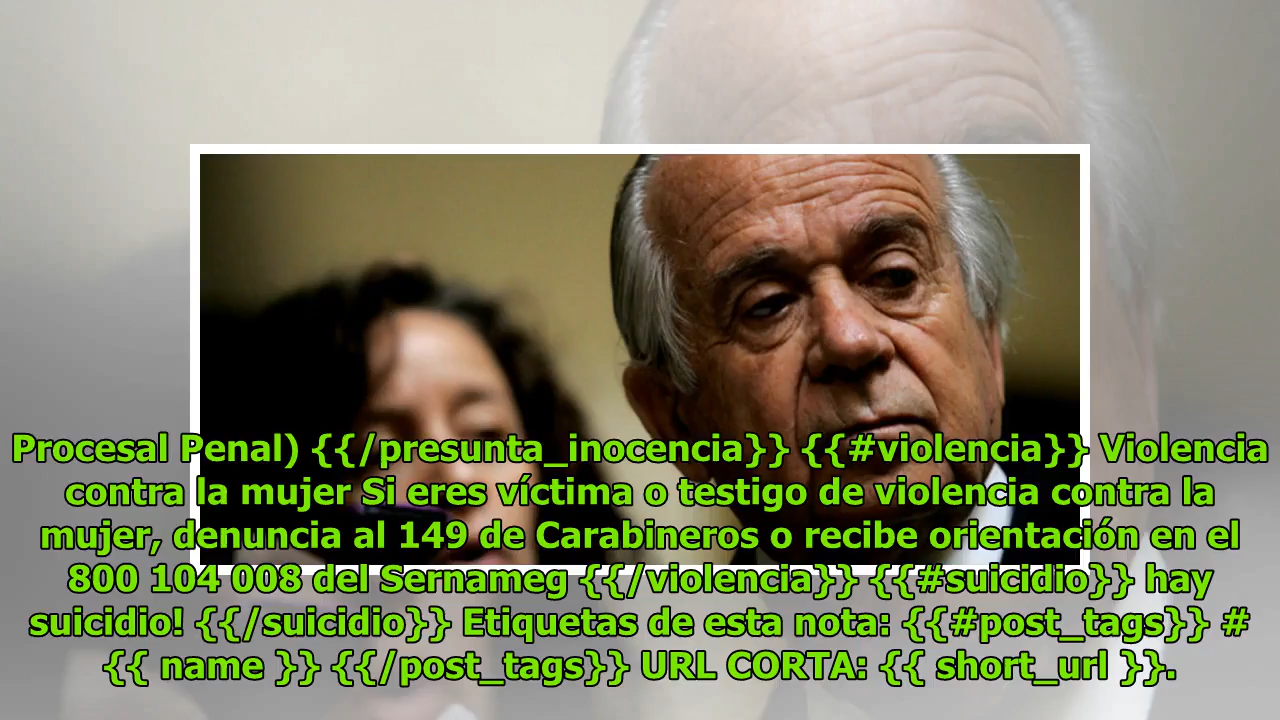 Procesal Penal) {{/presunta_inocencia}} {{#violencia}} Violencia
contra la mujer Si eres víctima o testigo de violencia contra la
mujer, denuncia al 149 de Carabineros o recibe orientación en el
800 104 008 del Sernameg {{/violencia}} {{#suicidio}} hay
suicidio! {{/suicidio}} Etiquetas de esta nota: {{#post_tags}} #
{{ name }} {{/post_tags}} URL CORTA: {{ short_url }}.